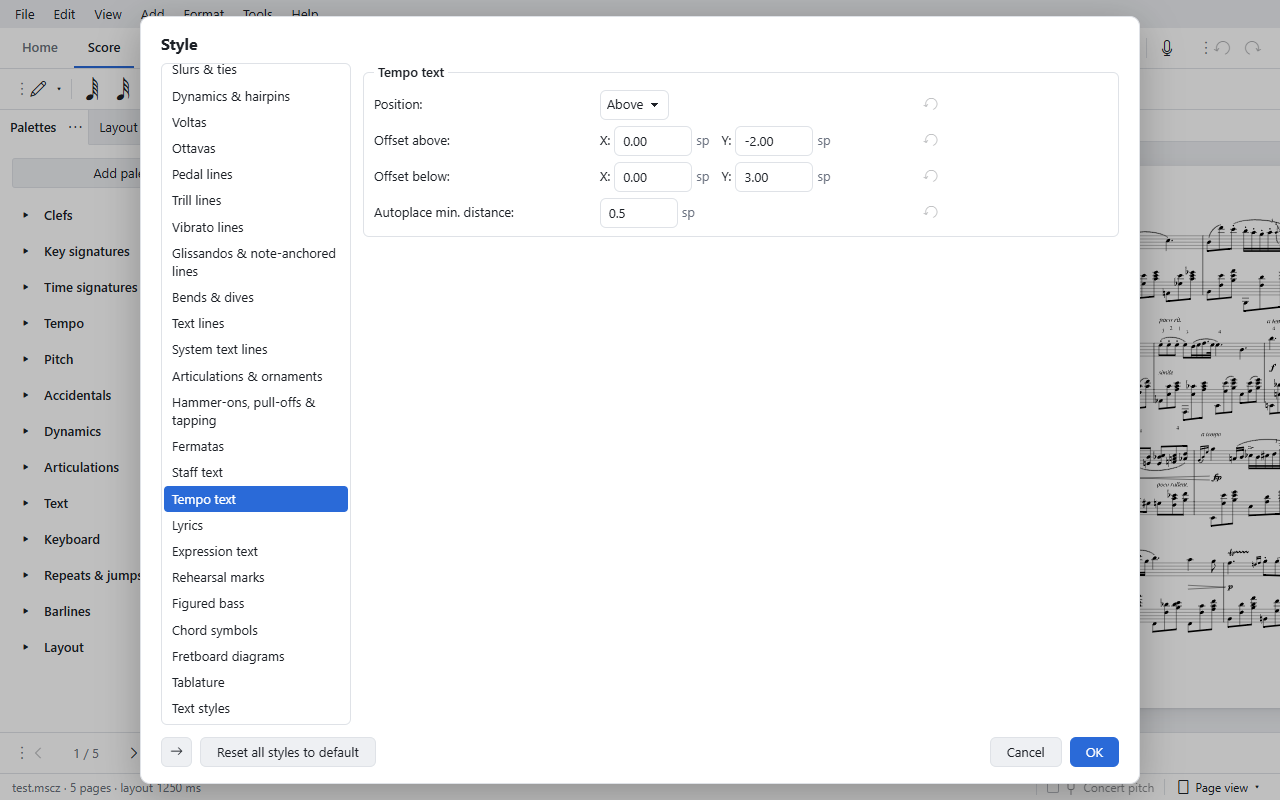 File Edit View Add Format Tools Help
Home Score
Palettes ··· Layout
Clefs
Key signatures
Time signatures
Tempo
Pitch
Accidentals
Dynamics
Articulations
Text
Keyboard
Repeats & jumps
Barlines
Layout
1 / 5
test.mscz · 5 pages · layout 1250 ms
Style
Slurs & ties
Dynamics & hairpins
Voltas
Ottavas
Pedal lines
Trill lines
Vibrato lines
Glissandos & note-anchored
lines
Bends & dives
Text lines
System text lines
Articulations & ornaments
Hammer-ons, pull-offs &
tapping
Fermatas
Staff text
Tempo text
Lyrics
Expression text
Rehearsal marks
Figured bass
Chord symbols
Fretboard diagrams
Tablature
Text styles
Tempo text
Position: Above
Offset above: X: 0.00 sp Y: -2.00 sp
Offset below: X: 0.00 sp Y: 3.00 sp
Autoplace min. distance: 0.5 sp
Reset all styles to default
Cancel OK
poco rit.
simile
a tempo
poco rallent.
Concert pitch Page view